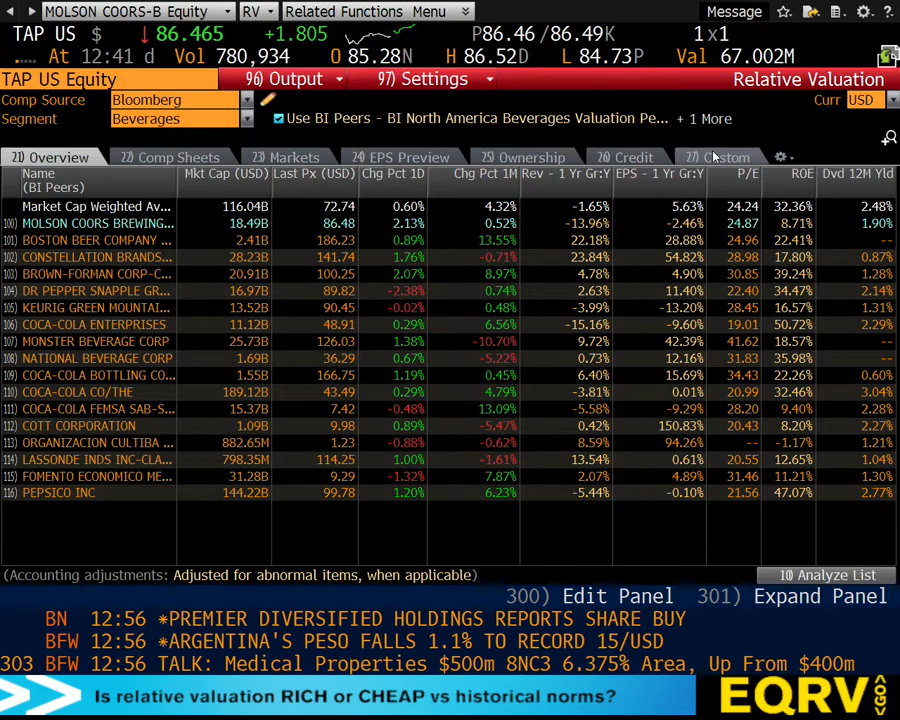 MOLSON COORS-B Equity RV Related Functions Menu Message ?
TAP US $ ↓ 86.465 +1.805 P86.46/86.49K 1x1
At 12:41 d Vol 780,934 O 85.28N H 86.52D L 84.73P Val 67.002M
TAP US Equity 96) Output 97) Settings Relative Valuation
Comp Source Bloomberg Curr USD
Segment Beverages Use BI Peers - BI North America Beverages Valuation Pe... + 1 More
21) Overview 22) Comp Sheets 23) Markets 24) EPS Preview 25) Ownership 26) Credit 27) Custom
Name Mkt Cap (USD) Last Px (USD) Chg Pct 1D Chg Pct 1M Rev - 1 Yr Gr:Y EPS - 1 Yr Gr:Y P/E ROE Dvd 12M Yld
(BI Peers)
Market Cap Weighted Av... 116.04B 72.74 0.60% 4.32% -1.65% 5.63% 24.24 32.36% 2.48%
100) MOLSON COORS BREWING... 18.49B 86.48 2.13% 0.52% -13.96% -2.46% 24.87 8.71% 1.90%
101) BOSTON BEER COMPANY ... 2.41B 186.23 0.89% 13.55% 22.18% 28.88% 24.96 22.41% --
102) CONSTELLATION BRANDS... 28.23B 141.74 1.76% -0.71% 23.84% 54.82% 28.98 17.80% 0.87%
103) BROWN-FORMAN CORP-C... 20.91B 100.25 2.07% 8.97% 4.78% 4.90% 30.85 39.24% 1.28%
104) DR PEPPER SNAPPLE GR... 16.97B 89.82 -2.38% 0.74% 2.63% 11.40% 22.40 34.47% 2.14%
105) KEURIG GREEN MOUNTAI... 13.52B 90.45 -0.02% 0.48% -3.99% -13.20% 28.45 16.57% 1.31%
106) COCA-COLA ENTERPRISES 11.12B 48.91 0.29% 6.56% -15.16% -9.60% 19.01 50.72% 2.29%
107) MONSTER BEVERAGE CORP 25.73B 126.03 1.38% -10.70% 9.72% 42.39% 41.62 18.57% --
108) NATIONAL BEVERAGE CORP 1.69B 36.29 0.67% -5.22% 0.73% 12.16% 31.83 35.98% --
109) COCA-COLA BOTTLING CO... 1.55B 166.75 1.19% 0.45% 6.40% 15.69% 34.43 22.26% 0.60%
110) COCA-COLA CO/THE 189.12B 43.49 0.29% 4.79% -3.81% 0.01% 20.99 32.46% 3.04%
111) COCA-COLA FEMSA SAB-S... 15.37B 7.42 -0.48% 13.09% -5.58% -9.29% 28.20 9.40% 2.28%
112) COTT CORPORATION 1.09B 9.98 0.89% -5.47% 0.42% 150.83% 20.43 8.20% 2.27%
113) ORGANIZACION CULTIBA ... 882.65M 1.23 -0.88% -0.62% 8.59% 94.26% -- -1.17% 1.21%
114) LASSONDE INDS INC-CLA... 798.35M 114.25 1.00% -1.61% 13.54% 0.61% 20.55 12.65% 1.04%
115) FOMENTO ECONOMICO ME... 31.28B 9.29 -1.32% 7.87% 2.07% 4.89% 31.46 11.21% 1.30%
116) PEPSICO INC 144.22B 99.78 1.20% 6.23% -5.44% -0.10% 21.56 47.07% 2.77%
(Accounting adjustments: Adjusted for abnormal items, when applicable) 10) Analyze List
300) Edit Panel 301) Expand Panel
BN 12:56 *PREMIER DIVERSIFIED HOLDINGS REPORTS SHARE BUY
BFW 12:56 *ARGENTINA'S PESO FALLS 1.1% TO RECORD 15/USD
303 BFW 12:56 TALK: Medical Properties $500m 8NC3 6.375% Area, Up From $400m
Is relative valuation RICH or CHEAP vs historical norms? EQRV <GO>